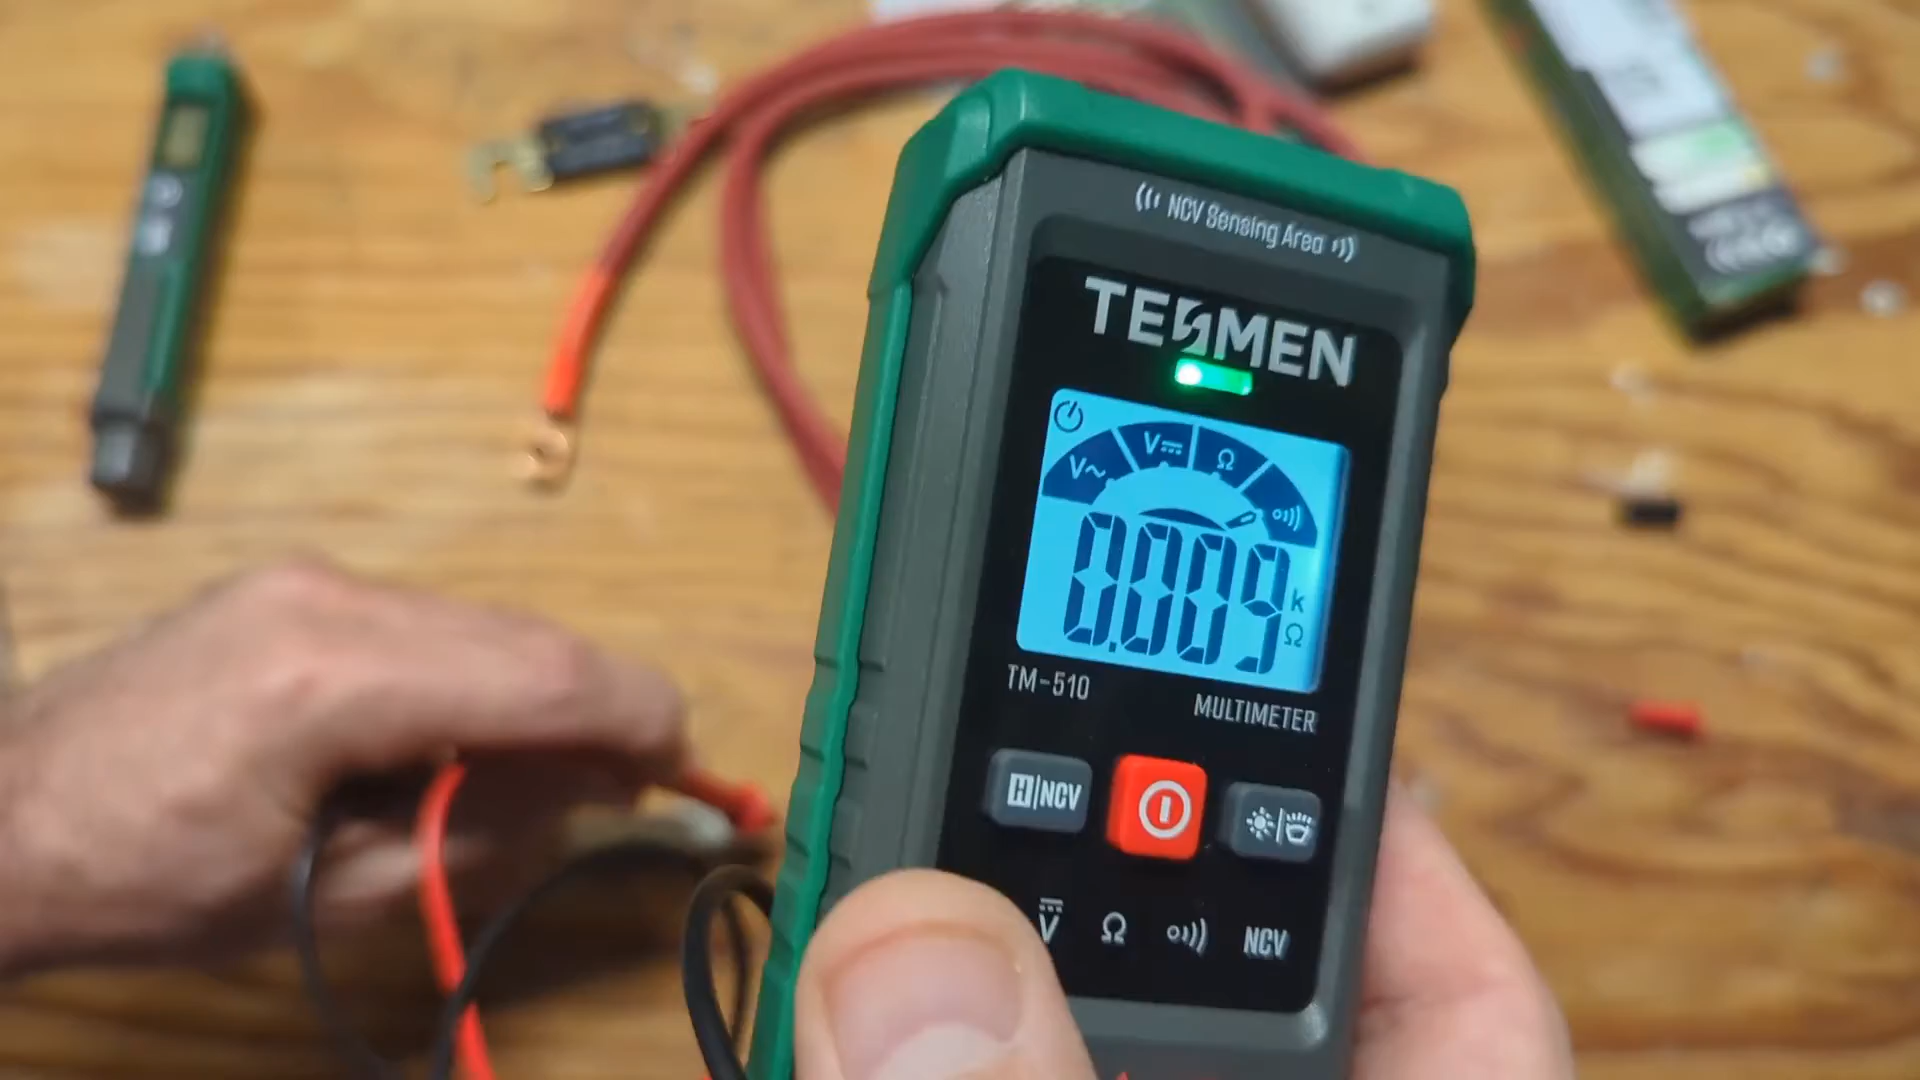 NCV Sensing Area
TESMEN
V~ V⎓ Ω
0.009 k
Ω
TM-510
MULTIMETER
H|NCV
V Ω NCV